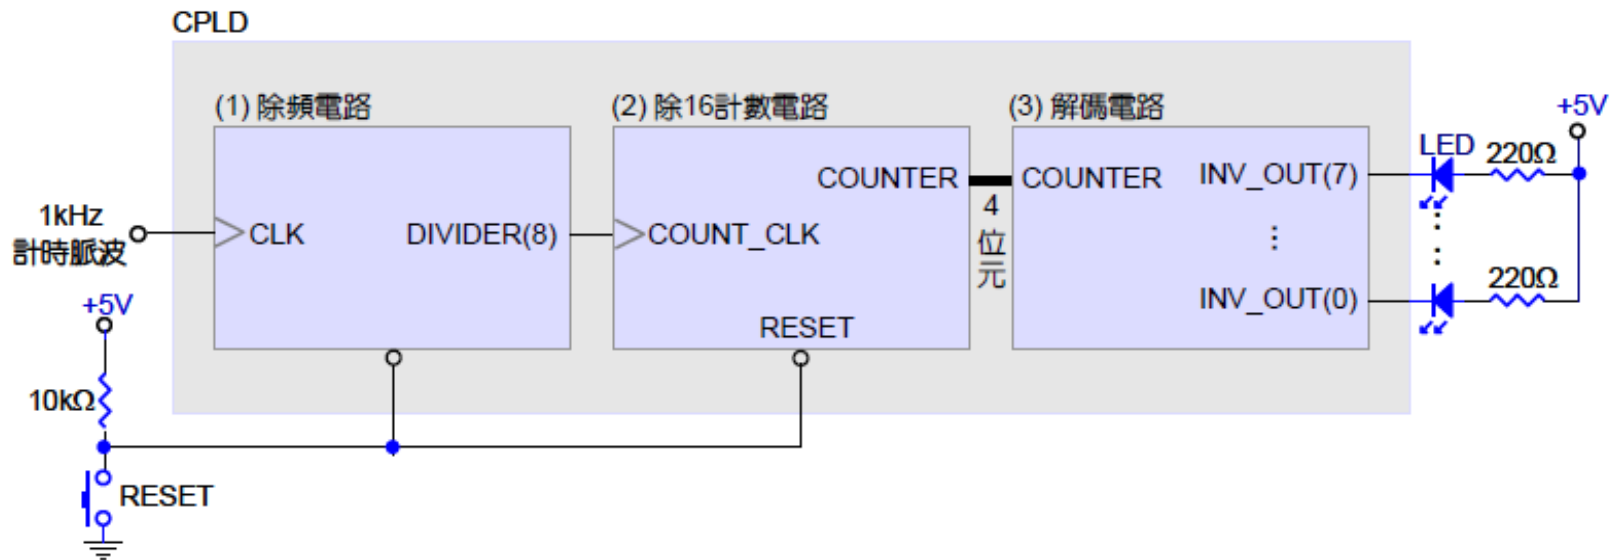 CPLD
(1) 除頻電路
(2) 除16計數電路
(3) 解碼電路
+5V
LED
220Ω
COUNTER
COUNTER
INV_OUT(7)
1kHz
計時脈波
CLK
DIVIDER(8)
COUNT_CLK
4
位
元
⋮
+5V
INV_OUT(0)
220Ω
RESET
10kΩ
RESET